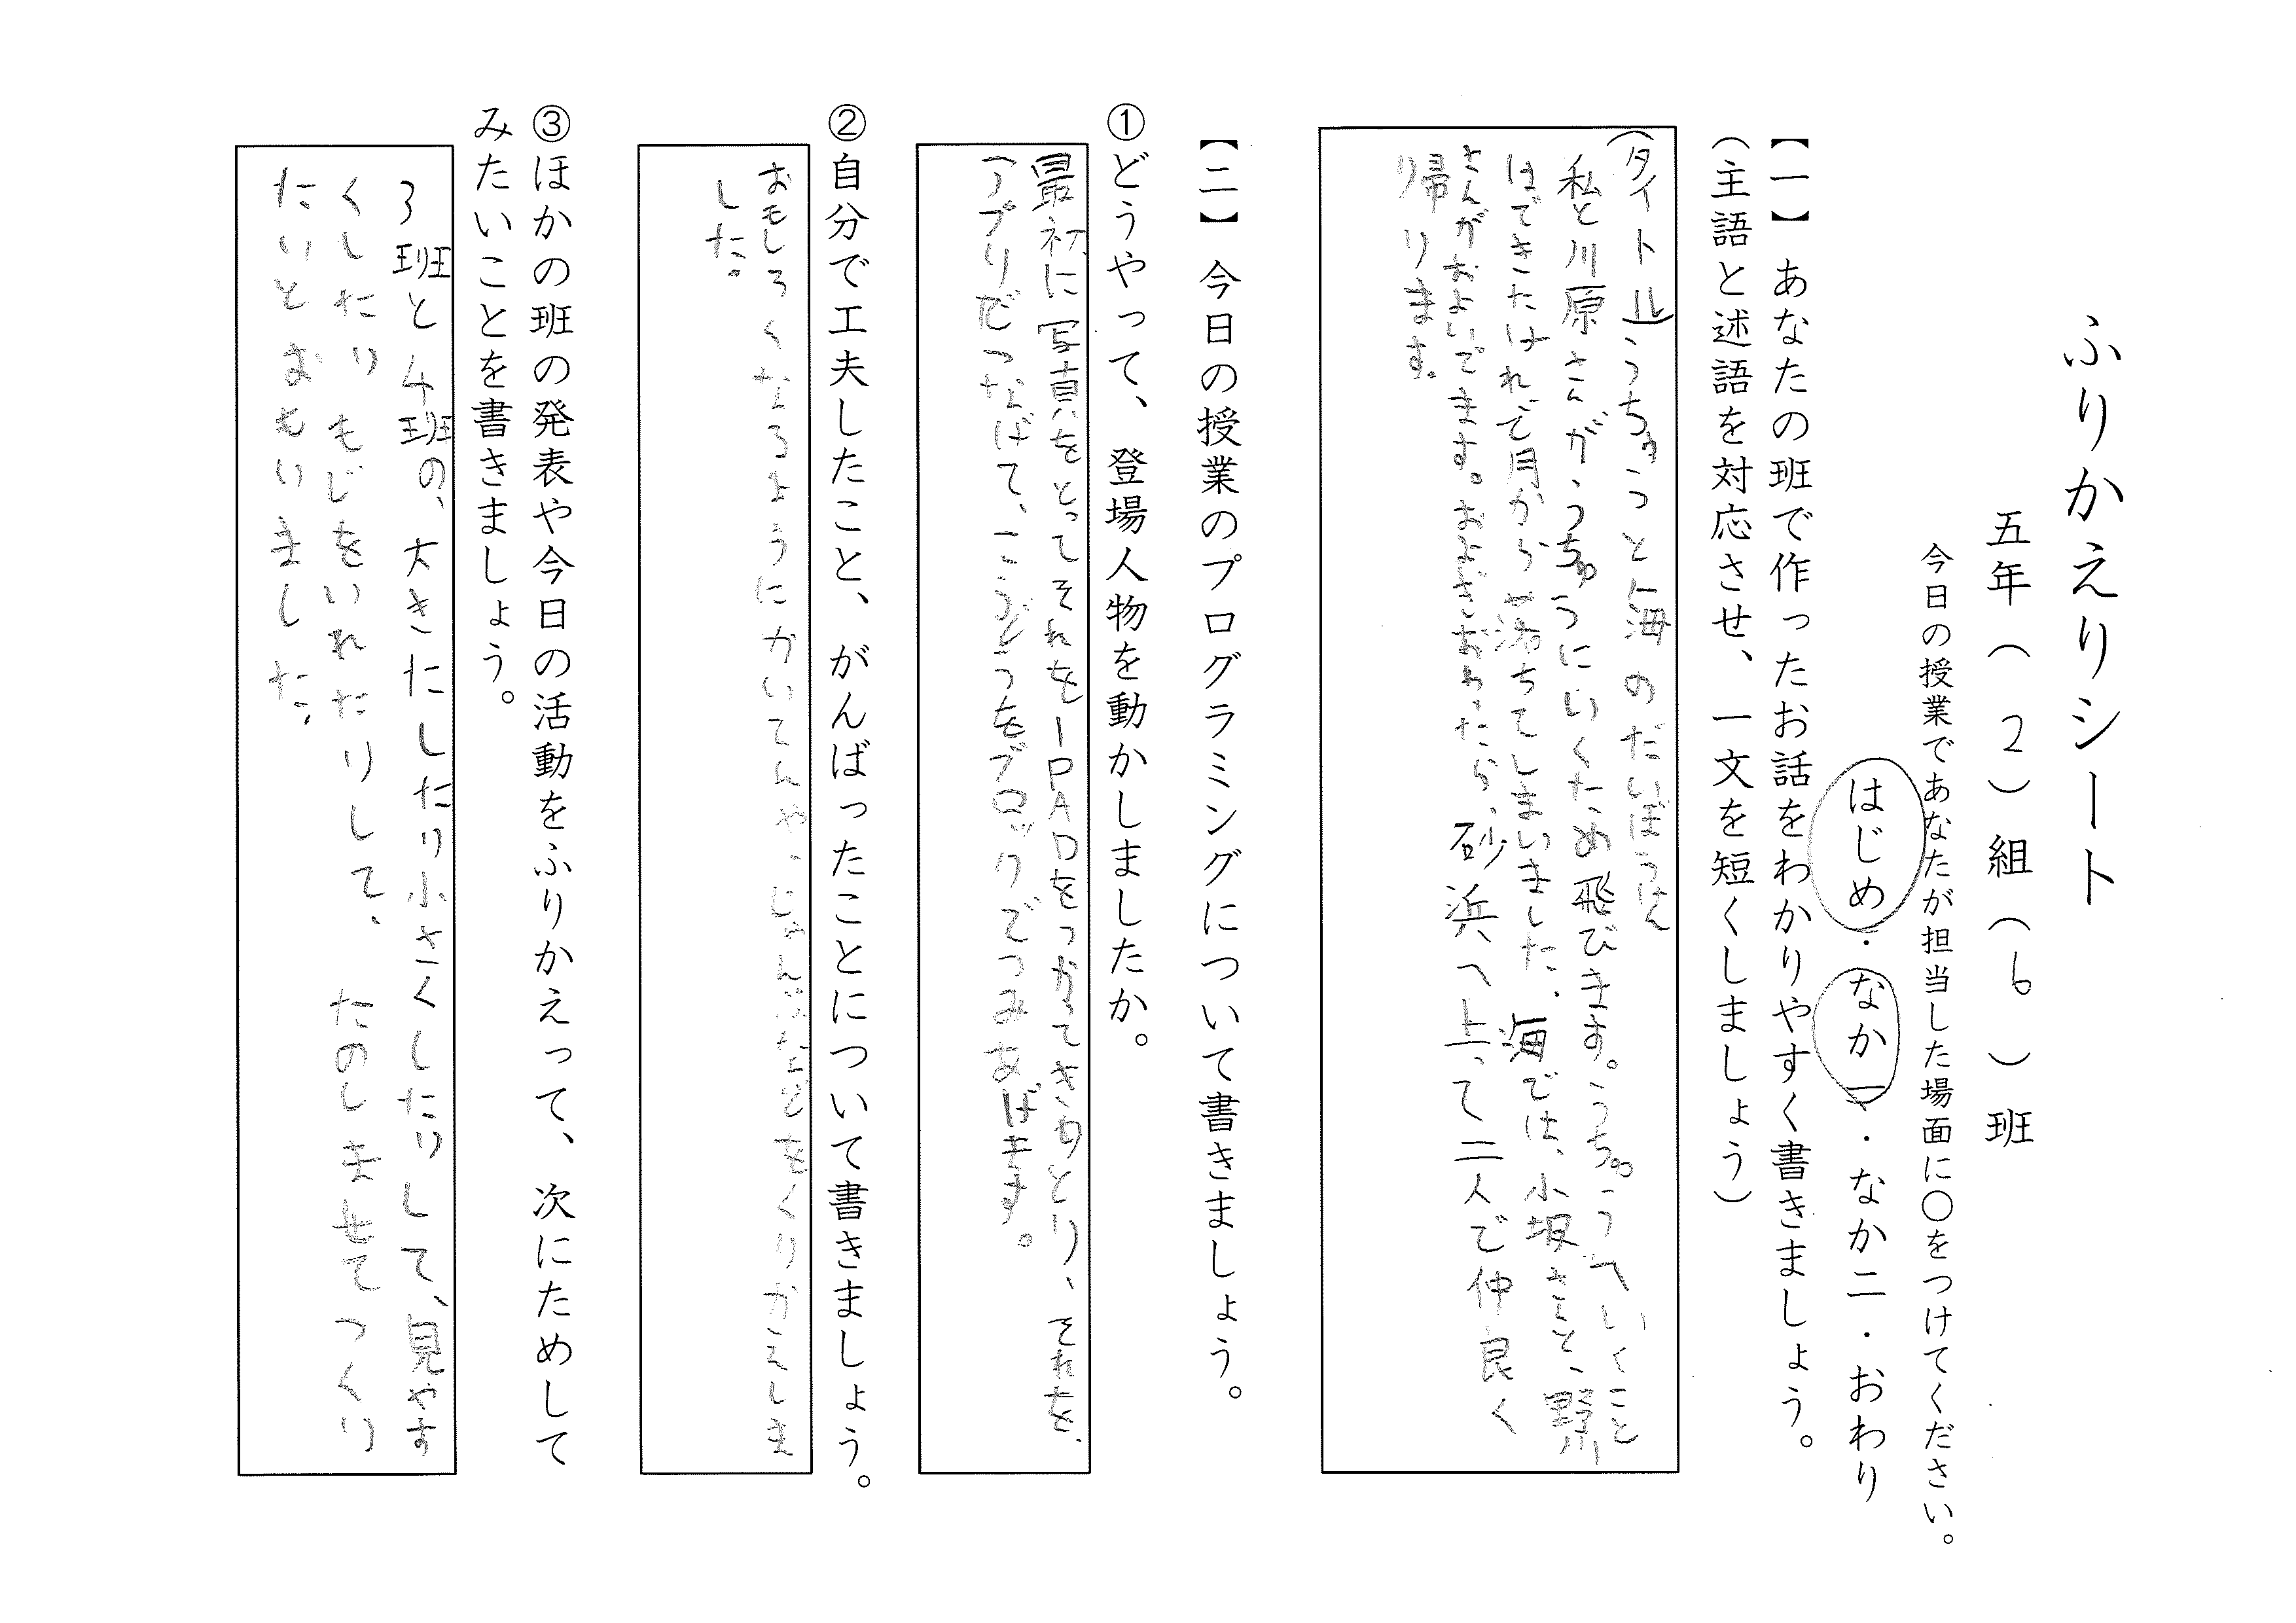 ふりかえりシート
五年（２）組（６）班
今日の授業であなたが担当した場面に○をつけてください。
はじめ・なか一・なか二・おわり
【一】あなたの班で作ったお話をわかりやすく書きましょう。
（主語と述語を対応させ、一文を短くしましょう）
(タイトル)うちゅうと海のだいぼうけん
私と川原さんがうちゅうにいくため飛びます。うちゅうへいくこと
はできたけれど月から落ちてしまいました。海では、小坂さんと、野川
さんがおよいでます。およぎおわったら、砂浜へ上って二人で仲良く
帰ります。
【二】今日の授業のプログラミングについて書きましょう。
①どうやって、登場人物を動かしましたか。
最初に写真をとってそれをIPADをつかってきりとり、それを、
アプリでつなげて、こうどうをブロックでつみあげます。
②自分で工夫したこと、がんばったことについて書きましょう。
おもしろくなるようにかいてんや、じゃんぷなどをくりかえしま
した。
③ほかの班の発表や今日の活動をふりかえって、次にためして
みたいことを書きましょう。
3班と4班の、大きたしたり小さくしたりして、見やす
くしたりもじをいれたりして、たのしませてつくり
たいとおもいました。